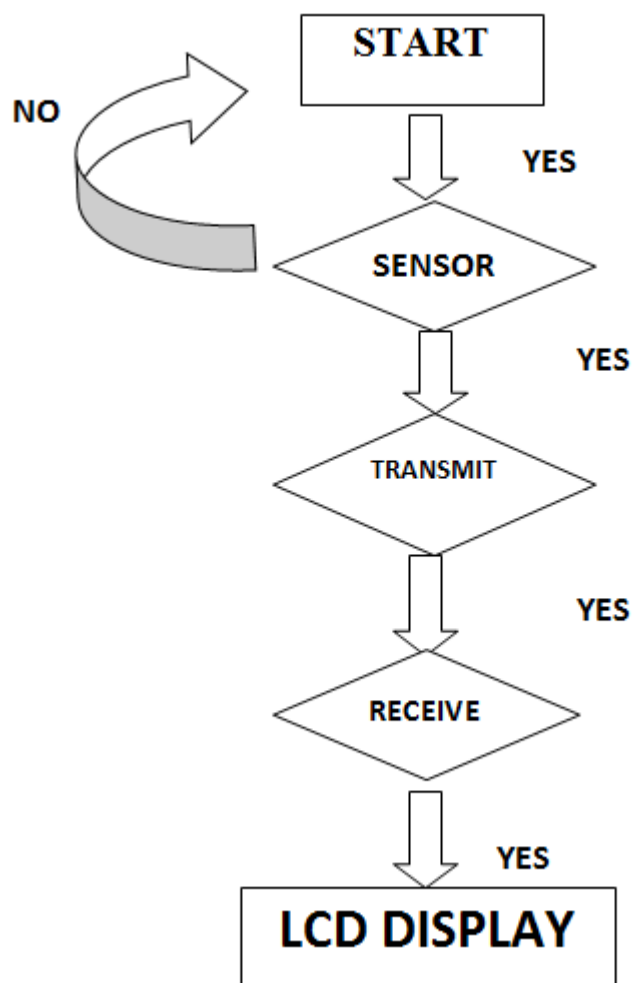 START
NO
YES
SENSOR
YES
TRANSMIT
YES
RECEIVE
YES
LCD DISPLAY